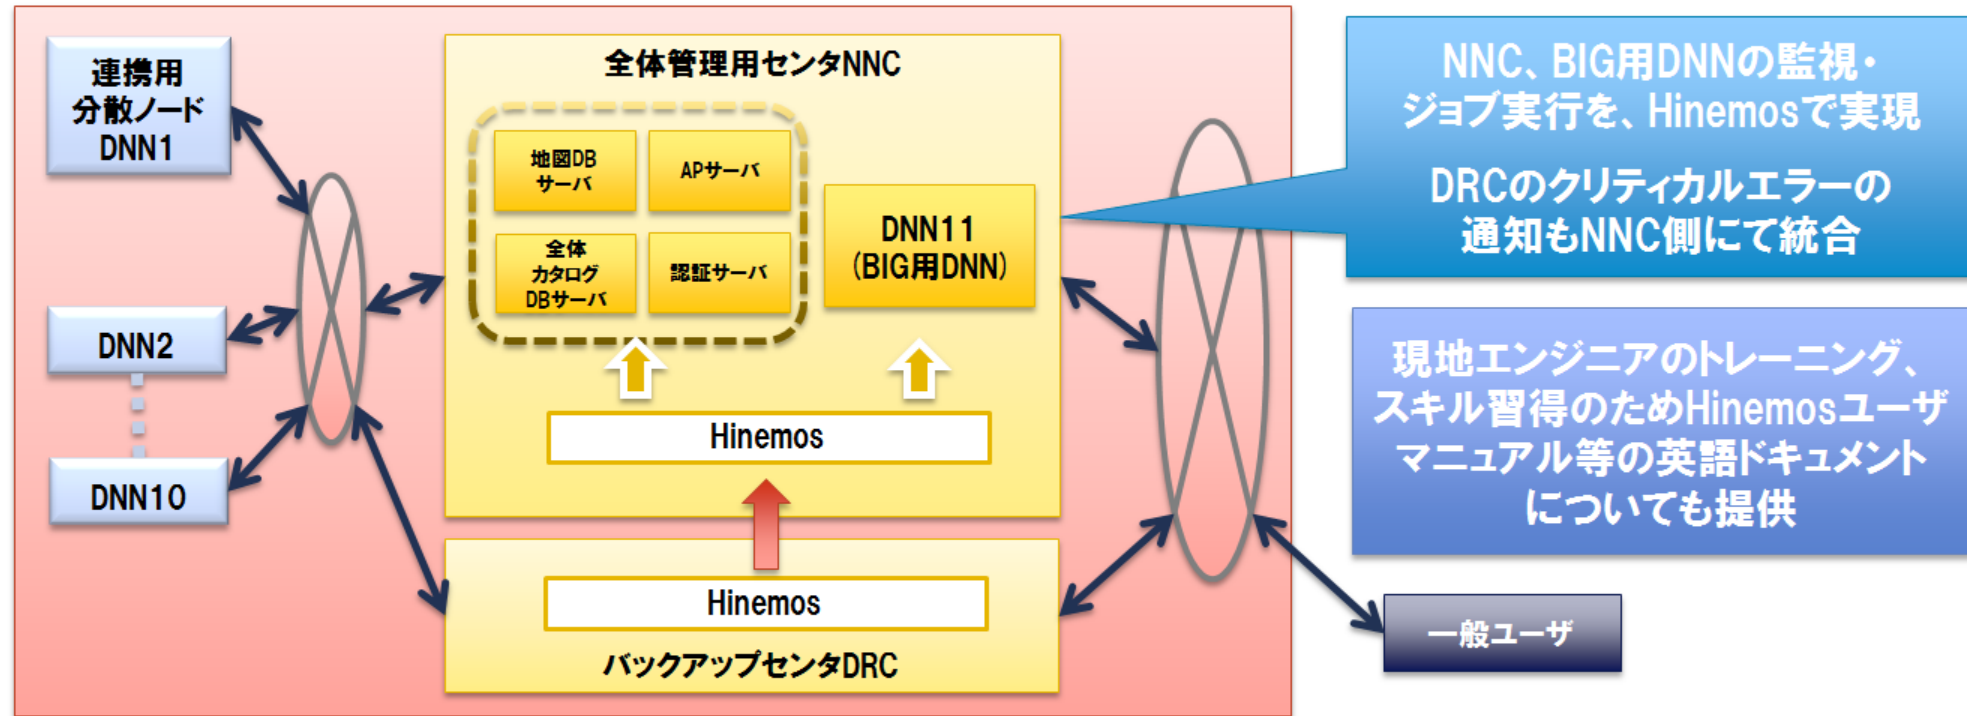 連携用
分散ノード
DNN1
DNN2
DNN10
全体管理用センタNNC
地図DB
サーバ
APサーバ
全体
カタログ
DBサーバ
認証サーバ
DNN11
(BIG用DNN)
Hinemos
Hinemos
バックアップセンタDRC
NNC、BIG用DNNの監視・
ジョブ実行を、Hinemosで実現
DRCのクリティカルエラーの
通知もNNC側にて統合
現地エンジニアのトレーニング、
スキル習得のためHinemosユーザ
マニュアル等の英語ドキュメント
についても提供
一般ユーザ